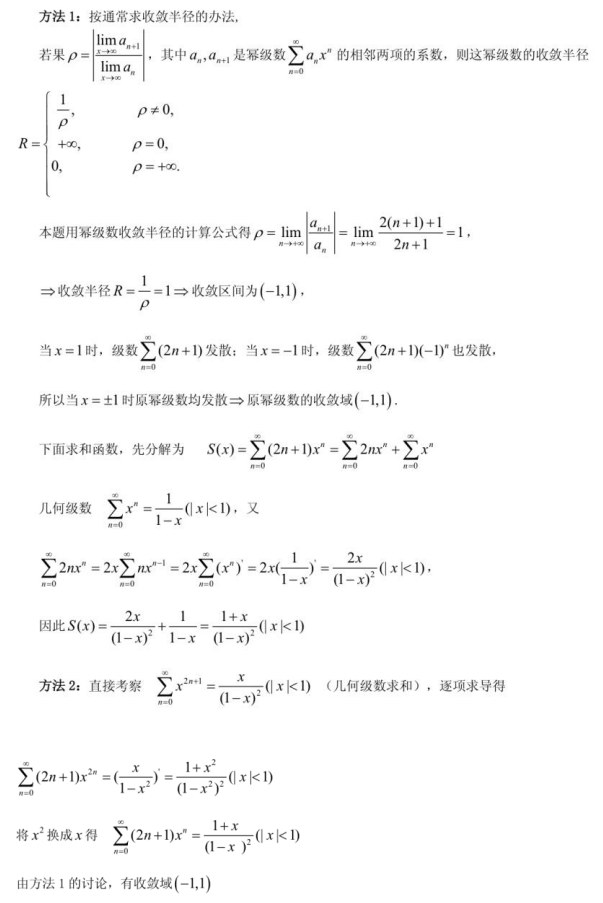 方法 1：按通常求收敛半径的办法,
若果 ρ = |lim_{x→∞} a_{n+1} / lim_{x→∞} a_n|，其中 a_n, a_{n+1} 是幂级数 ∑_{n=0}^{∞} a_n x^n 的相邻两项的系数，则这幂级数的收敛半径
R = { 1/ρ, ρ ≠ 0,
+∞, ρ = 0,
0, ρ = +∞.
本题用幂级数收敛半径的计算公式得 ρ = lim_{n→+∞} |a_{n+1}/a_n| = lim_{n→+∞} (2(n+1)+1)/(2n+1) = 1，
⇒收敛半径 R = 1/ρ = 1 ⇒收敛区间为(−1,1)，
当 x = 1 时，级数 ∑_{n=0}^{∞} (2n+1) 发散；当 x = −1 时，级数 ∑_{n=0}^{∞} (2n+1)(−1)^n 也发散，
所以当 x = ±1 时原幂级数均发散⇒原幂级数的收敛域(−1,1)．
下面求和函数，先分解为 S(x) = ∑_{n=0}^{∞} (2n+1)x^n = ∑_{n=0}^{∞} 2nx^n + ∑_{n=0}^{∞} x^n
几何级数 ∑_{n=0}^{∞} x^n = 1/(1−x) (|x|<1)，又
∑_{n=0}^{∞} 2nx^n = 2x∑_{n=0}^{∞} nx^{n−1} = 2x∑_{n=0}^{∞} (x^n)' = 2x(1/(1−x))' = 2x/(1−x)^2 (|x|<1)，
因此 S(x) = 2x/(1−x)^2 + 1/(1−x) = (1+x)/(1−x)^2 (|x|<1)
方法 2：直接考察 ∑_{n=0}^{∞} x^{2n+1} = x/(1−x)^2 (|x|<1) （几何级数求和），逐项求导得
∑_{n=0}^{∞} (2n+1)x^{2n} = (x/(1−x^2))' = (1+x^2)/(1−x^2)^2 (|x|<1)
将 x^2 换成 x 得 ∑_{n=0}^{∞} (2n+1)x^n = (1+x)/(1−x )^2 (|x|<1)
由方法 1 的讨论，有收敛域(−1,1)